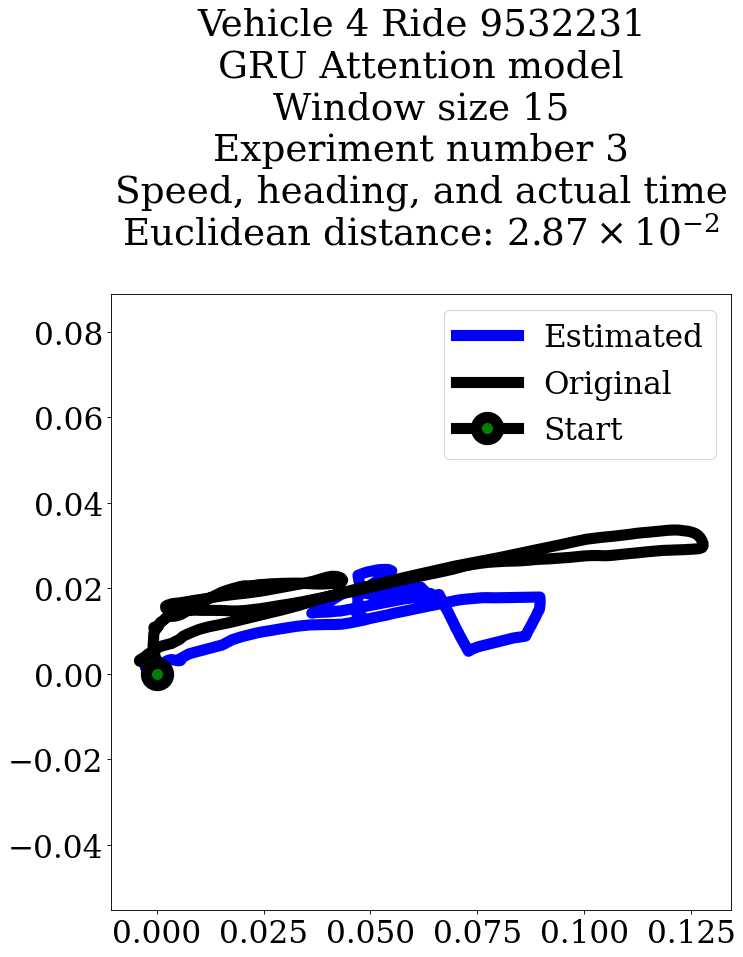 Vehicle 4 Ride 9532231
GRU Attention model
Window size 15
Experiment number 3
Speed, heading, and actual time
Euclidean distance: 2.87 × 10⁻²
Estimated
Original
Start
0.08
0.06
0.04
0.02
0.00
−0.02
−0.04
0.000 0.025 0.050 0.075 0.100 0.125